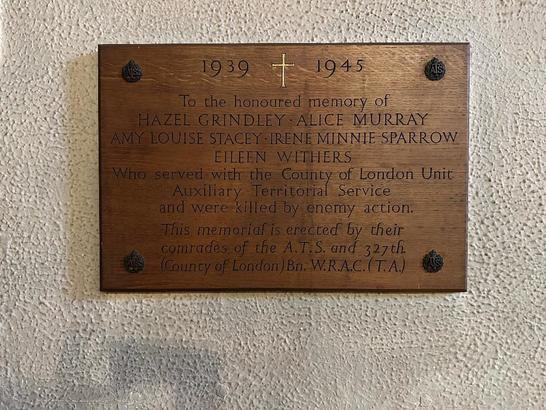 1939 1945
To the honoured memory of
HAZEL GRINDLEY · ALICE MURRAY
AMY LOUISE STACEY · IRENE MINNIE SPARROW
EILEEN WITHERS
Who served with the County of London Unit
Auxiliary Territorial Service
and were killed by enemy action.
This memorial is erected by their
comrades of the A.T.S. and 327th
(County of London) Bn. W.R.A.C. (T.A.)